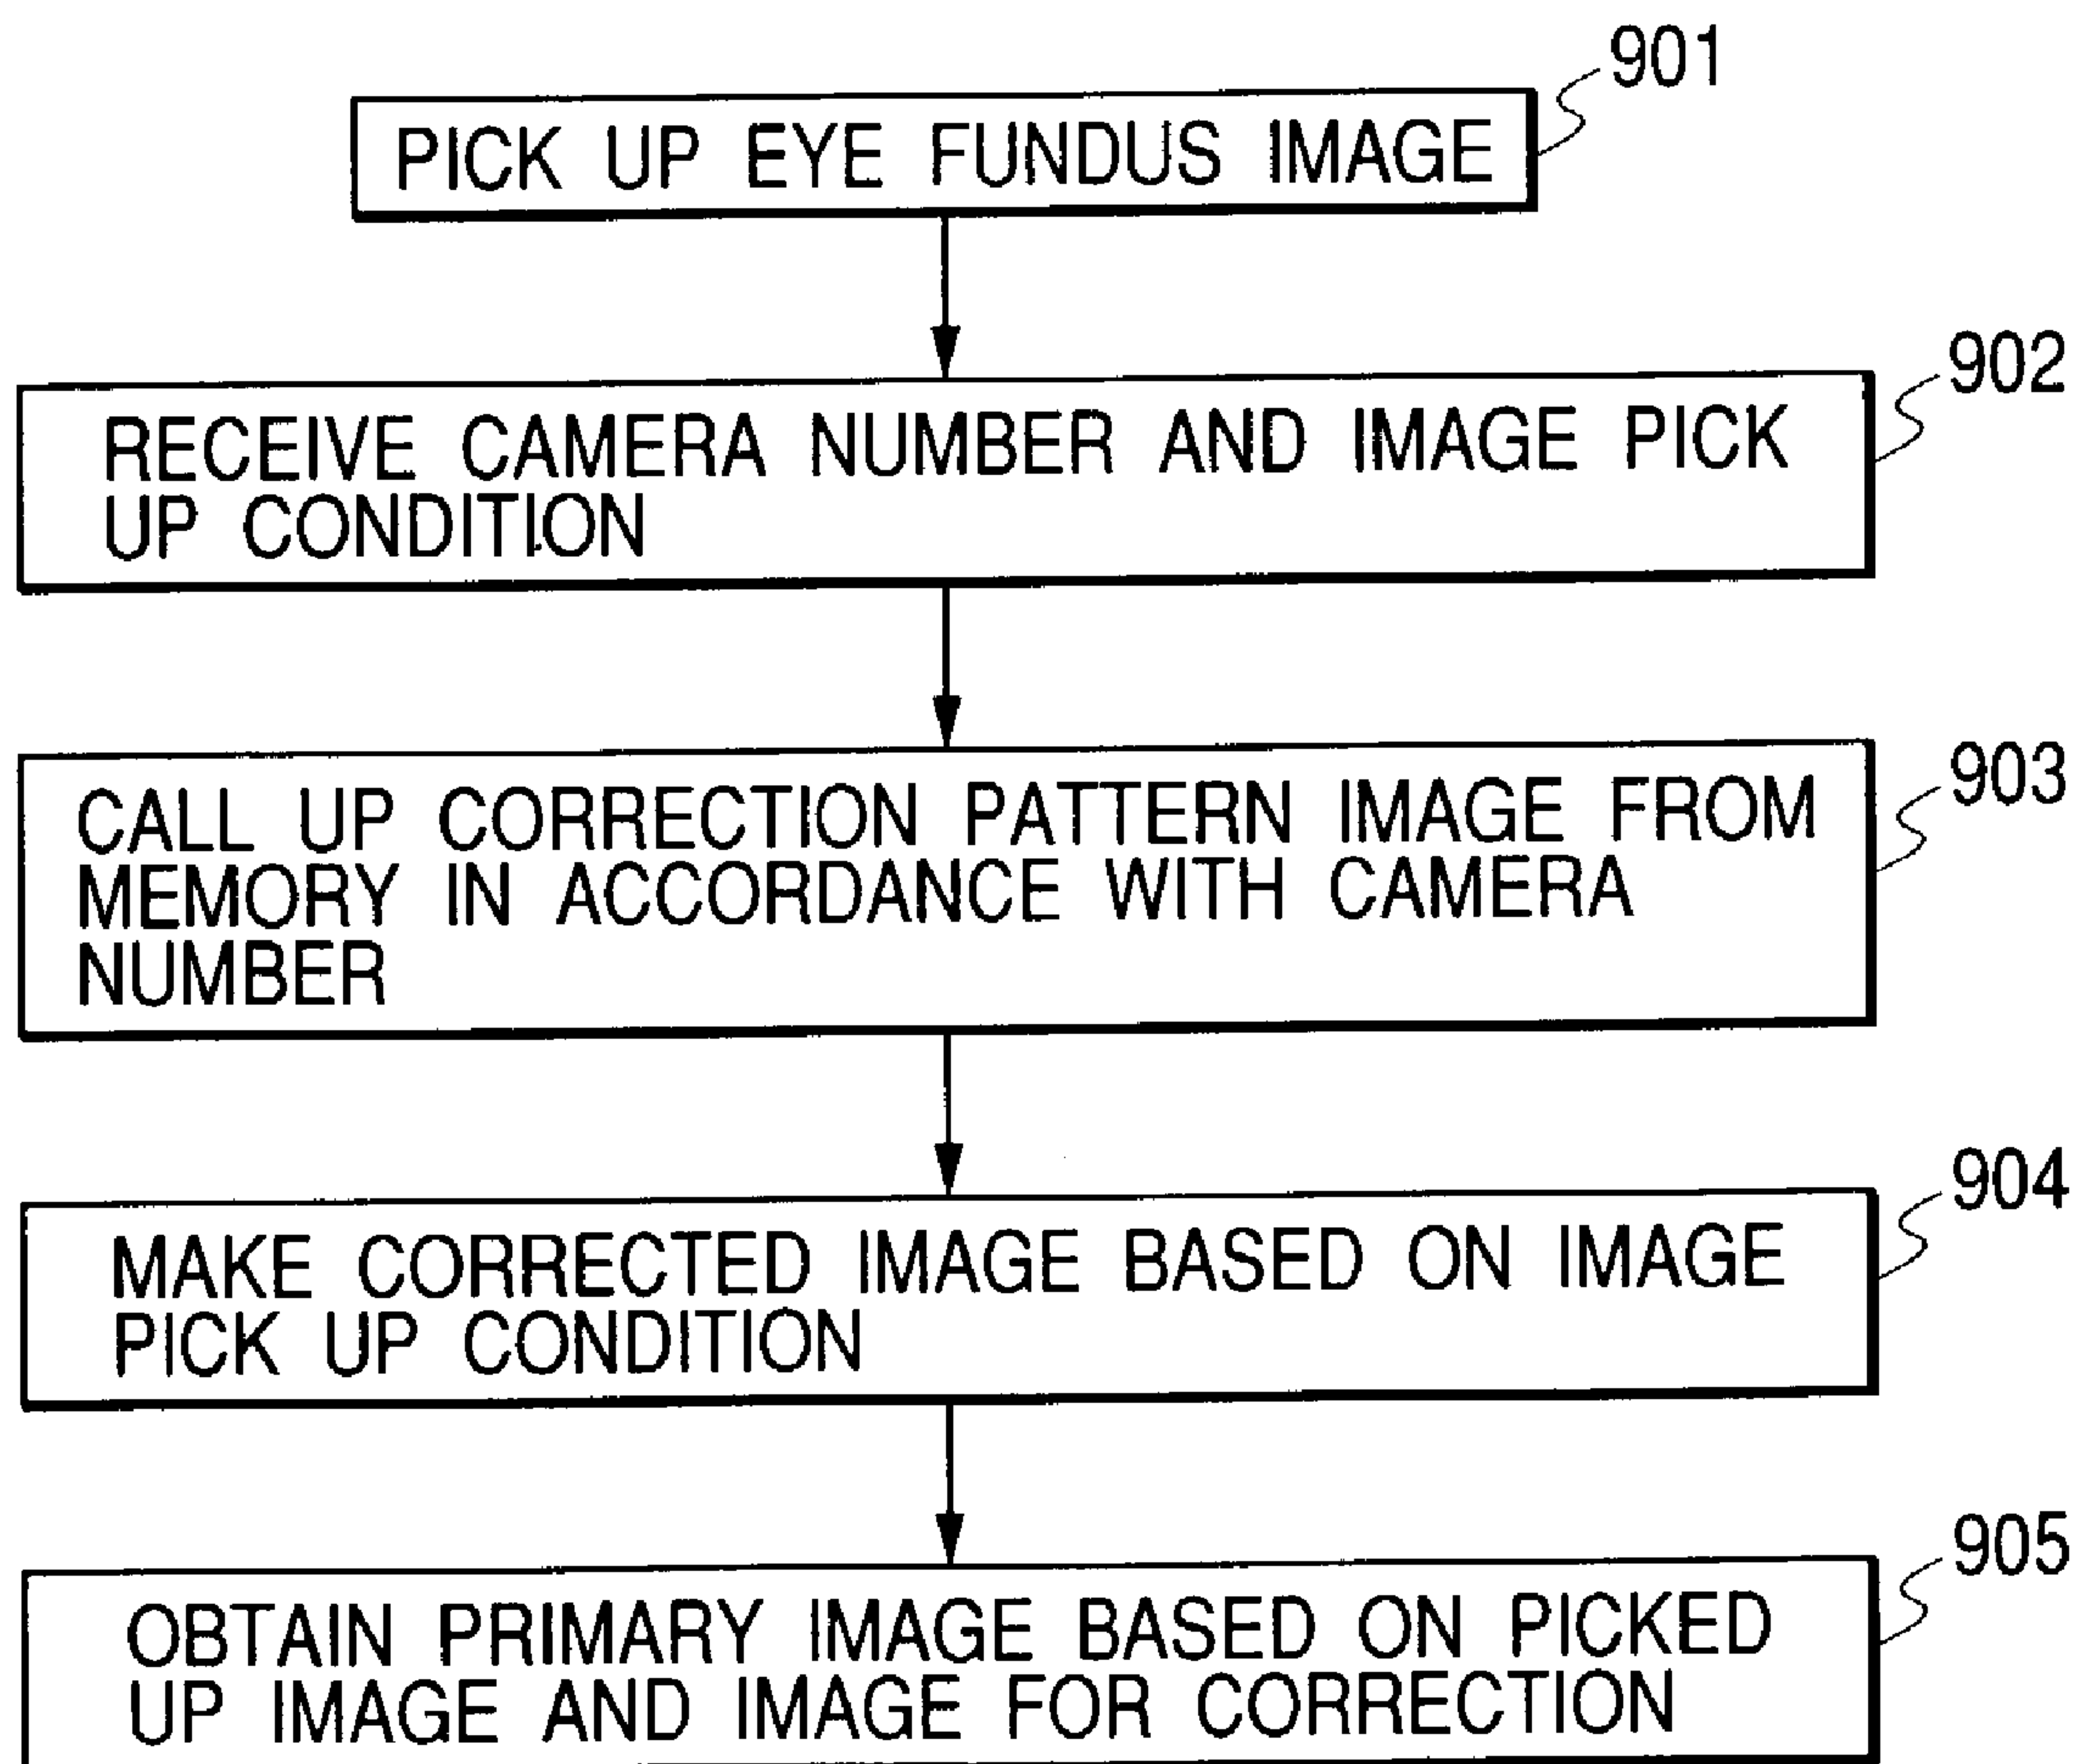 901
PICK UP EYE FUNDUS IMAGE
902
RECEIVE CAMERA NUMBER AND IMAGE PICK
UP CONDITION
903
CALL UP CORRECTION PATTERN IMAGE FROM
MEMORY IN ACCORDANCE WITH CAMERA
NUMBER
904
MAKE CORRECTED IMAGE BASED ON IMAGE
PICK UP CONDITION
905
OBTAIN PRIMARY IMAGE BASED ON PICKED
UP IMAGE AND IMAGE FOR CORRECTION